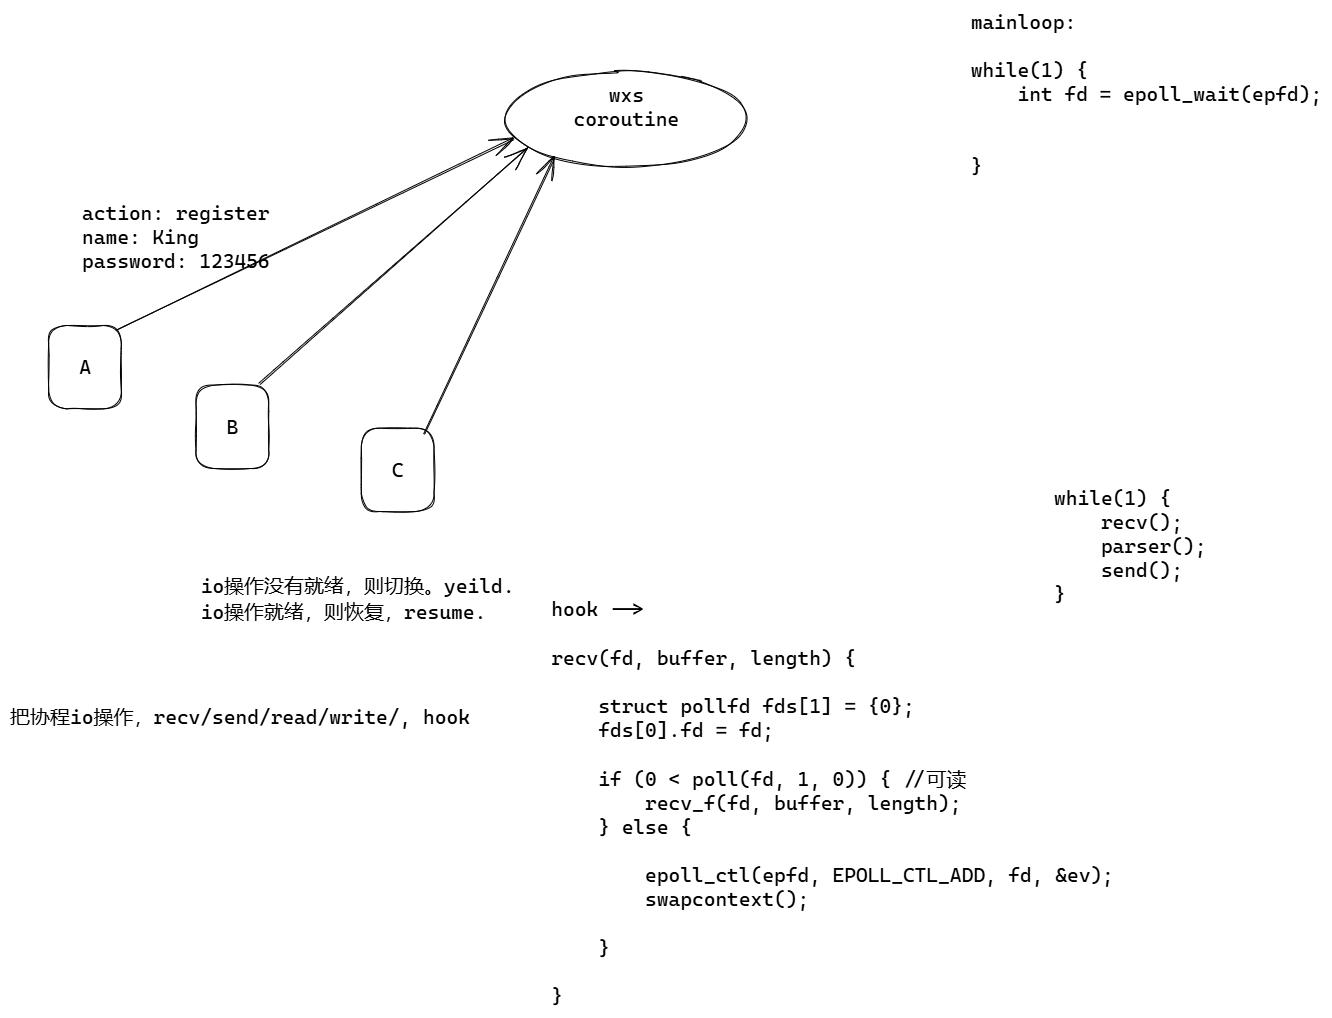 mainloop:
while(1) {
int fd = epoll_wait(epfd);
}
wxs
coroutine
action: register
name: King
password: 123456
A
B
C
while(1) {
recv();
parser();
send();
}
io操作没有就绪，则切换。yeild.
io操作就绪，则恢复，resume.
把协程io操作，recv/send/read/write/, hook
hook →
recv(fd, buffer, length) {
struct pollfd fds[1] = {0};
fds[0].fd = fd;
if (0 < poll(fd, 1, 0)) { //可读
recv_f(fd, buffer, length);
} else {
epoll_ctl(epfd, EPOLL_CTL_ADD, fd, &ev);
swapcontext();
}
}